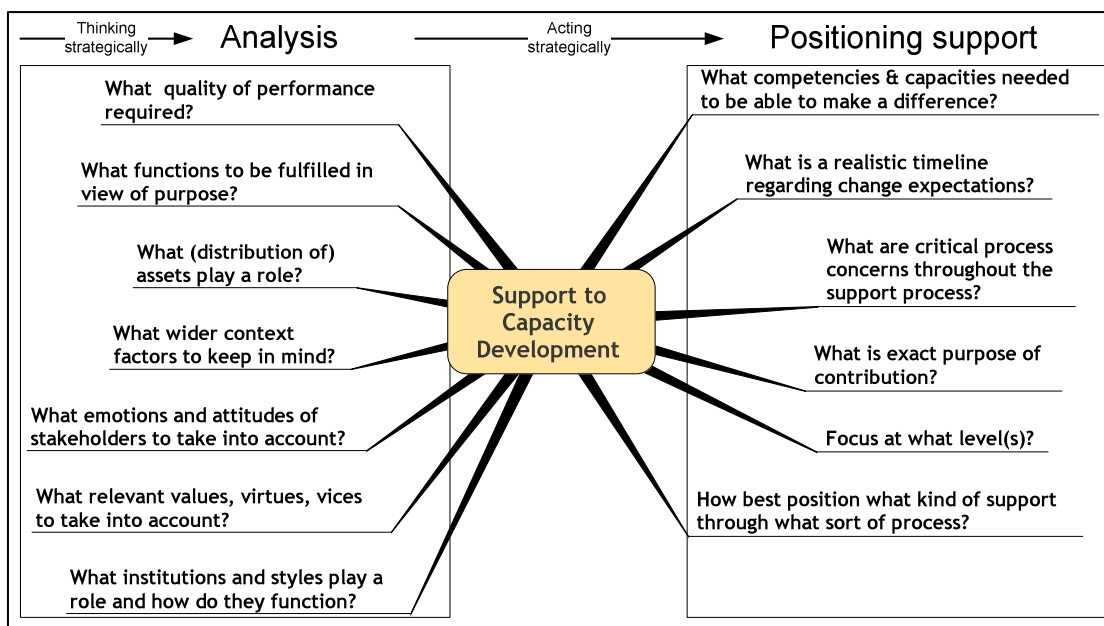 Thinking
strategically
Analysis
Acting
strategically
Positioning support
What quality of performance
required?
What functions to be fulfilled in
view of purpose?
What (distribution of)
assets play a role?
What wider context
factors to keep in mind?
What emotions and attitudes of
stakeholders to take into account?
What relevant values, virtues, vices
to take into account?
What institutions and styles play a
role and how do they function?
Support to
Capacity
Development
What competencies & capacities needed
to be able to make a difference?
What is a realistic timeline
regarding change expectations?
What are critical process
concerns throughout the
support process?
What is exact purpose of
contribution?
Focus at what level(s)?
How best position what kind of support
through what sort of process?